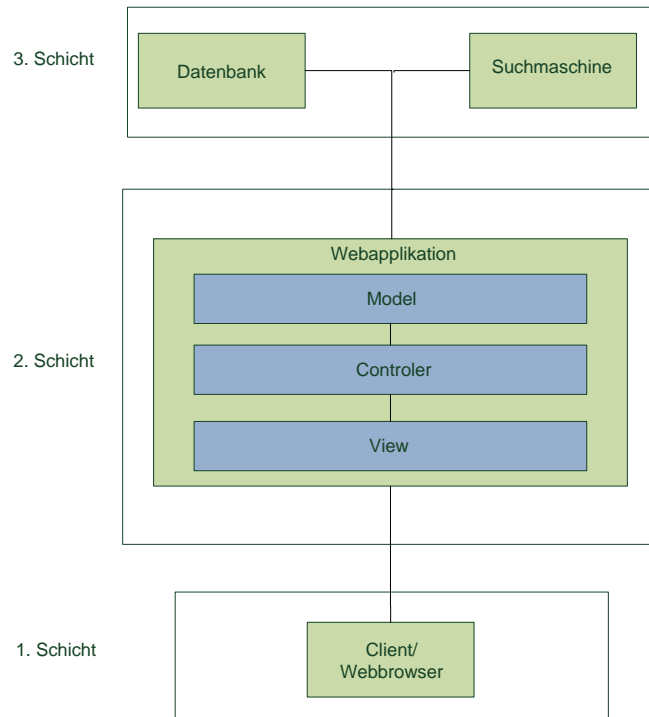 3. Schicht
Datenbank
Suchmaschine
Webapplikation
Model
2. Schicht
Controler
View
1. Schicht
Client/
Webbrowser